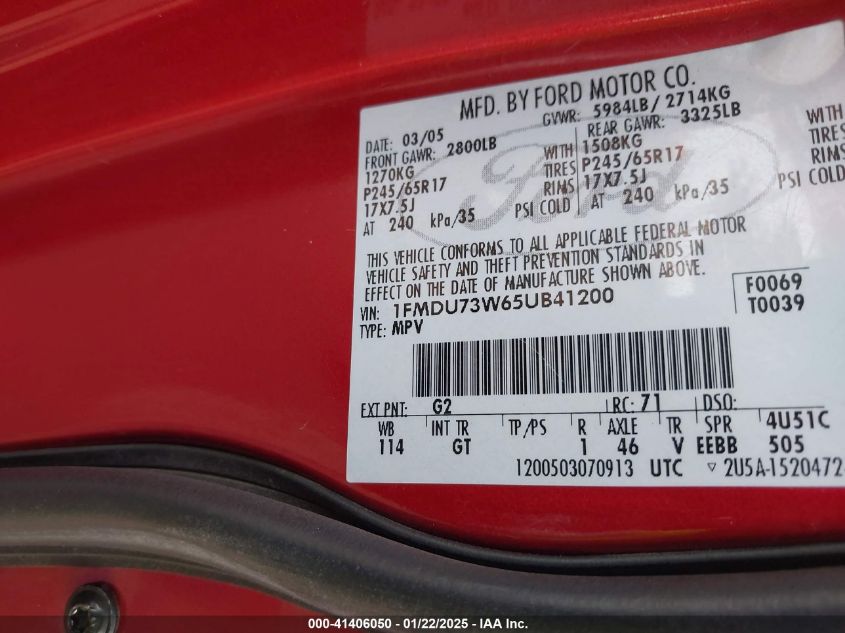 MFD. BY FORD MOTOR CO.
GVWR: 5984LB/ 2714KG
DATE: 03/05
FRONT GAWR: 2800LB
1270KG WITH
P245/65R17 TIRES
17X7.5J RIMS
AT 240 kPa/35 PSI COLD
REAR GAWR: 3325LB
1508KG WITH
P245/65R17 TIRES
17X7.5J RIMS
AT 240 kPa/35 PSI COLD
Ford
THIS VEHICLE CONFORMS TO ALL APPLICABLE FEDERAL MOTOR
VEHICLE SAFETY AND THEFT PREVENTION STANDARDS IN
EFFECT ON THE DATE OF MANUFACTURE SHOWN ABOVE.
VIN: 1FMDU73W65UB41200
TYPE: MPV
F0069
T0039
EXT PNT: G2 RC: 71 DSO:
WB INT TR TP/PS R AXLE TR SPR 4U51C
114 GT 1 46 V EEBB 505
1200503070913 UTC ▽ 2U5A-1520472
000-41406050 - 01/22/2025 - IAA Inc.